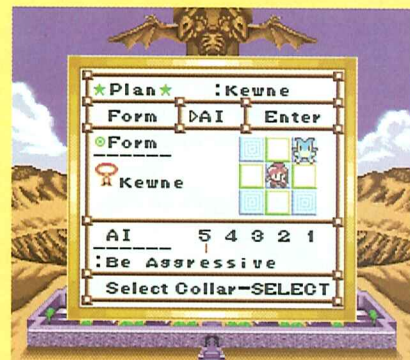 ★Plan★ :Kewne
Form ▷AI Enter
◎Form
Kewne
AI 5 4 3 2 1
:Be Aggressive
Select Collar-SELECT